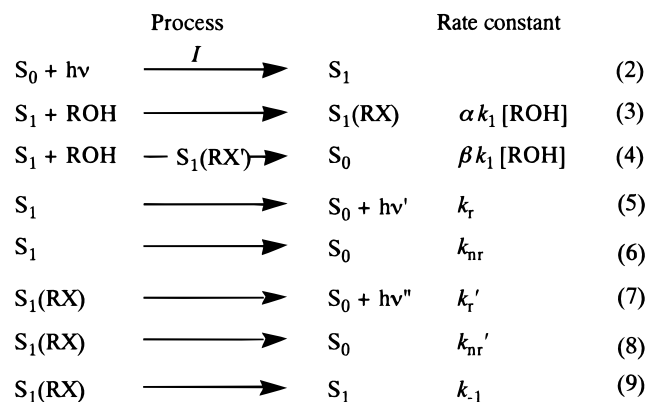 Process Rate constant
I
S₀ + hν ⟶ S₁ (2)
S₁ + ROH ⟶ S₁(RX) αk₁[ROH] (3)
S₁ + ROH — S₁(RX') → S₀ βk₁[ROH] (4)
S₁ ⟶ S₀ + hν' kᵣ (5)
S₁ ⟶ S₀ kₙᵣ (6)
S₁(RX) ⟶ S₀ + hν" kᵣ' (7)
S₁(RX) ⟶ S₀ kₙᵣ' (8)
S₁(RX) ⟶ S₁ k₋₁ (9)